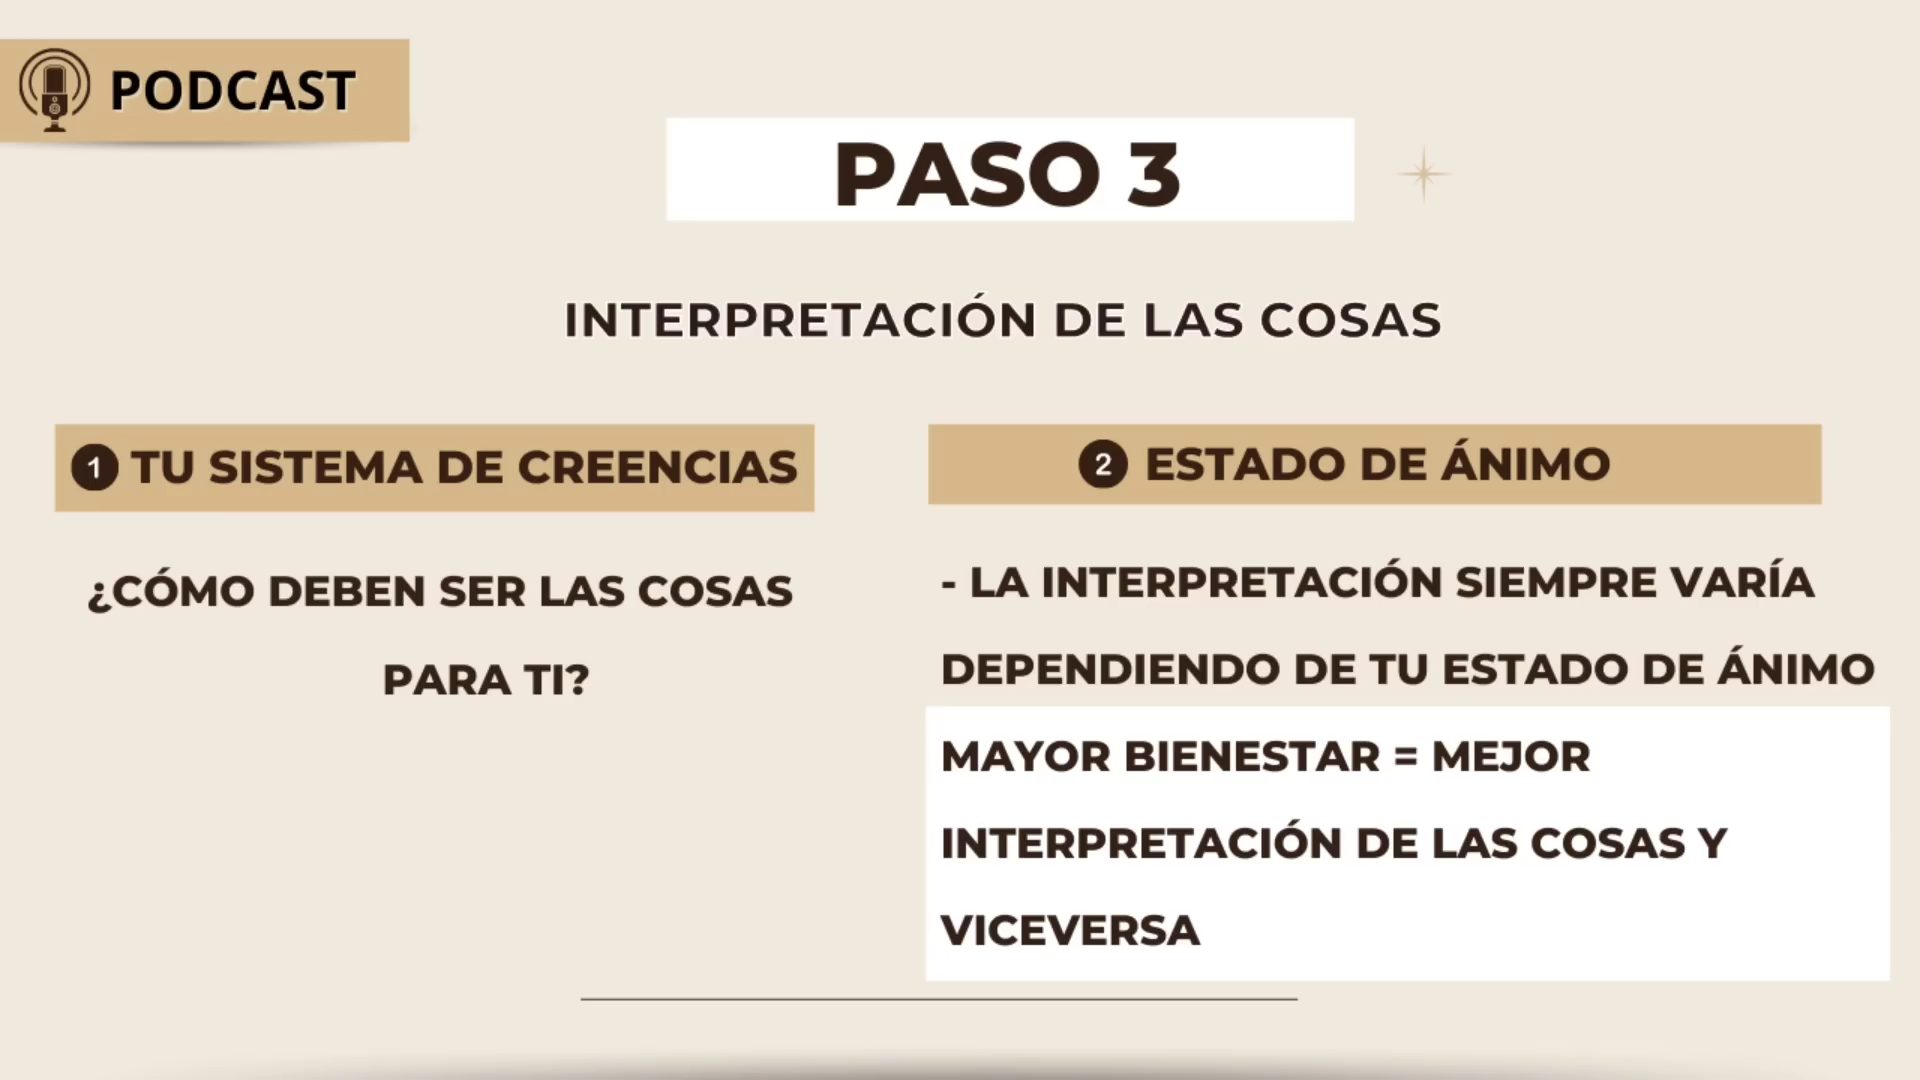 PODCAST
PASO 3
INTERPRETACIÓN DE LAS COSAS
1 TU SISTEMA DE CREENCIAS
¿CÓMO DEBEN SER LAS COSAS
PARA TI?
2 ESTADO DE ÁNIMO
- LA INTERPRETACIÓN SIEMPRE VARÍA
DEPENDIENDO DE TU ESTADO DE ÁNIMO
MAYOR BIENESTAR = MEJOR
INTERPRETACIÓN DE LAS COSAS Y
VICEVERSA